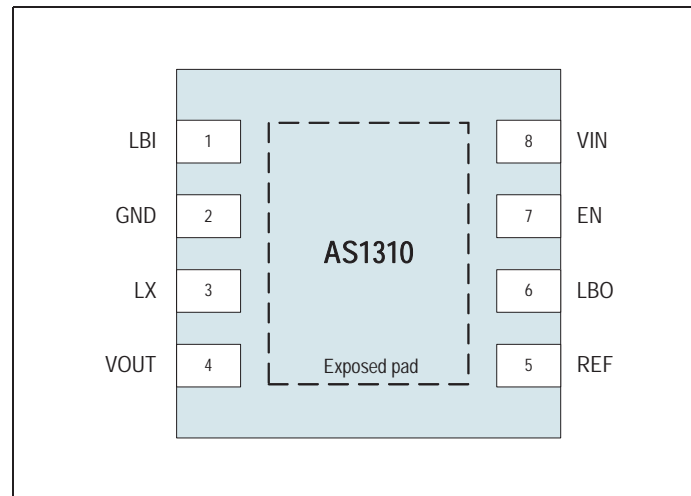 LBI 1 8 VIN
GND 2 7 EN
AS1310
LX 3 6 LBO
VOUT 4 Exposed pad 5 REF